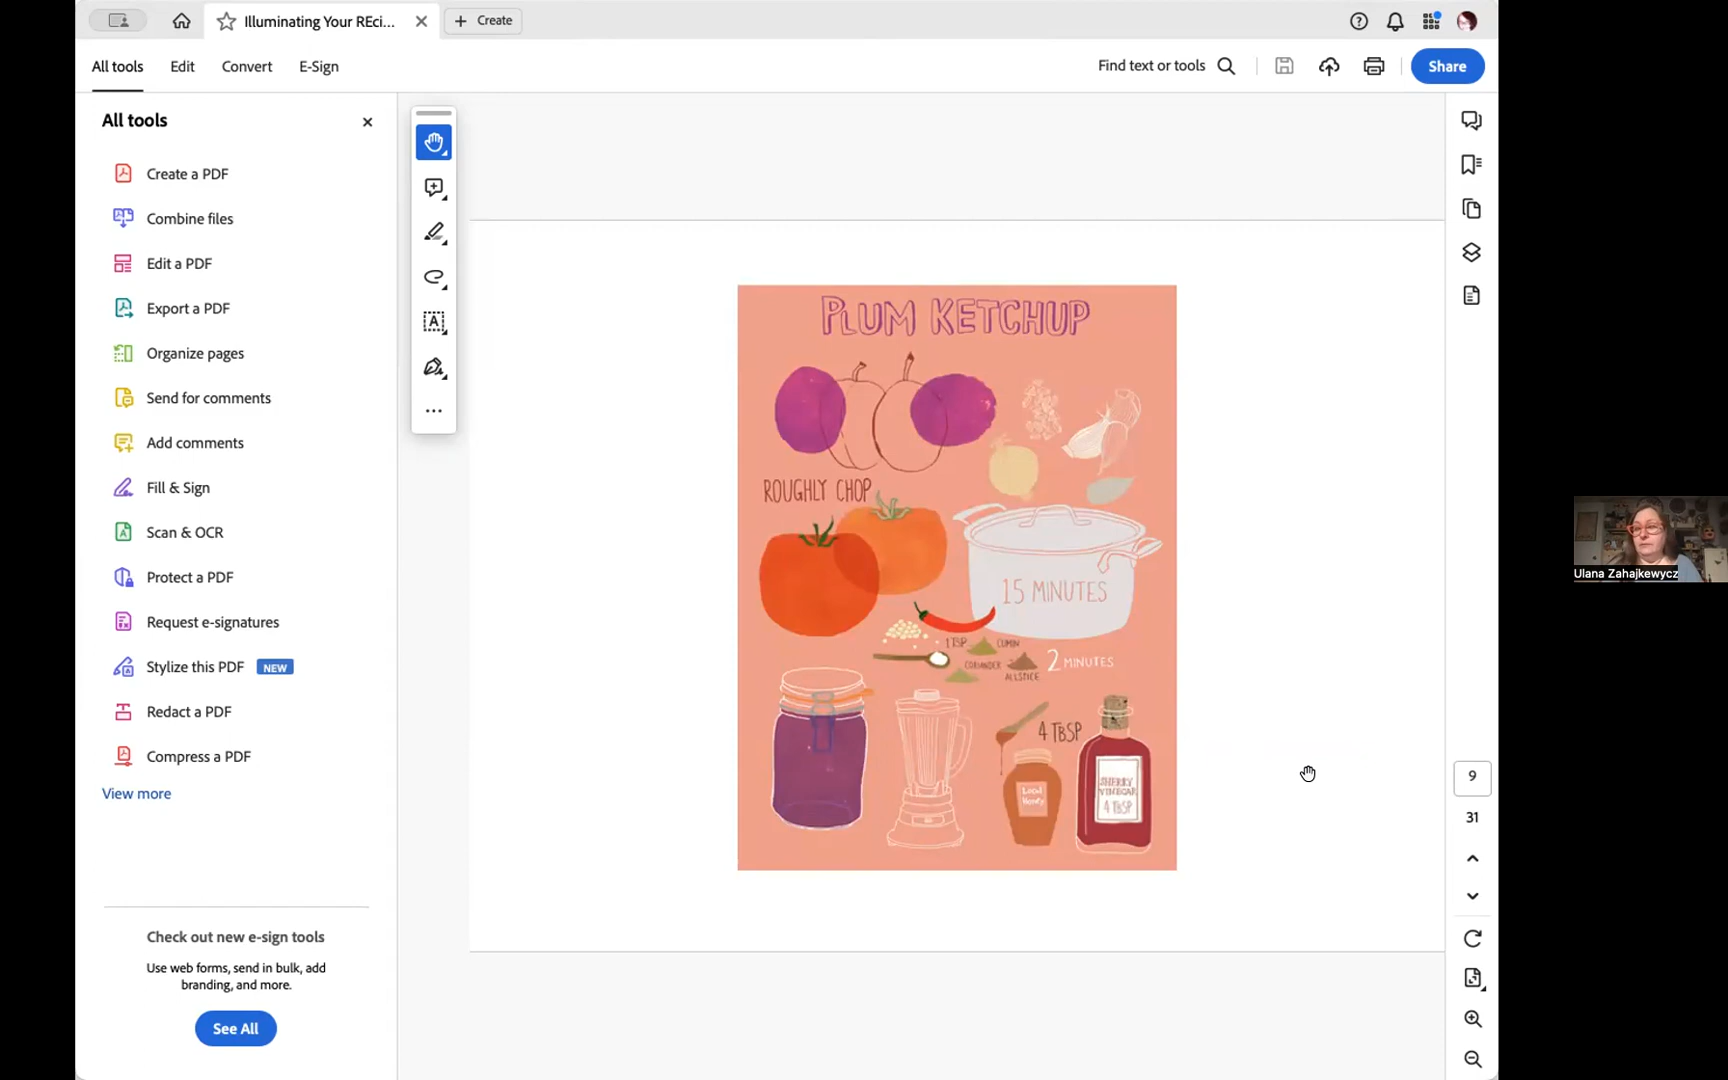 Illuminating Your REci...
Create
All tools
Edit
Convert
E-Sign
Find text or tools
Share
All tools
Create a PDF
Combine files
Edit a PDF
Export a PDF
Organize pages
Send for comments
Add comments
Fill & Sign
Scan & OCR
Protect a PDF
Request e-signatures
Stylize this PDF NEW
Redact a PDF
Compress a PDF
View more
Check out new e-sign tools
Use web forms, send in bulk, add
branding, and more.
See All
PLUM KETCHUP
ROUGHLY CHOP
15 MINUTES
1 TSP CUMIN
CORIANDER
ALLSPICE
2 MINUTES
4 TBSP
Local
Honey
SHERRY
VINEGAR
4 TBSP
9
31
Ulana Zahajkewycz